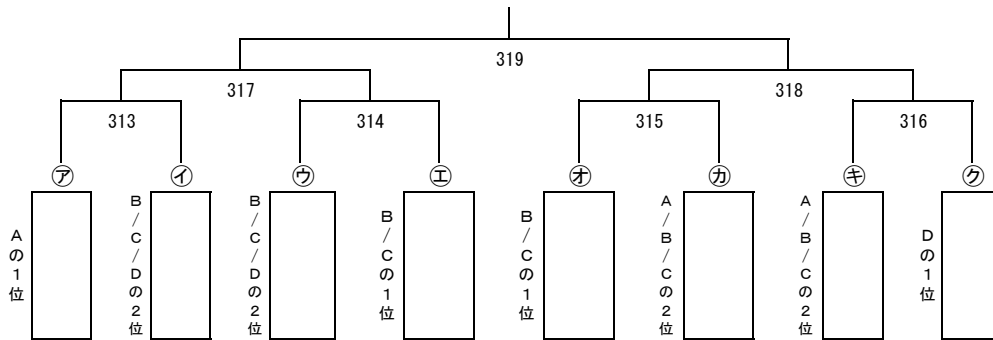 319
317
318
313
314
315
316
㋐
㋑
㋒
㋓
㋔
㋕
㋖
㋗
Aの1位
B/C/Dの2位
B/C/Dの2位
B/Cの1位
B/Cの1位
A/B/Cの2位
A/B/Cの2位
Dの1位